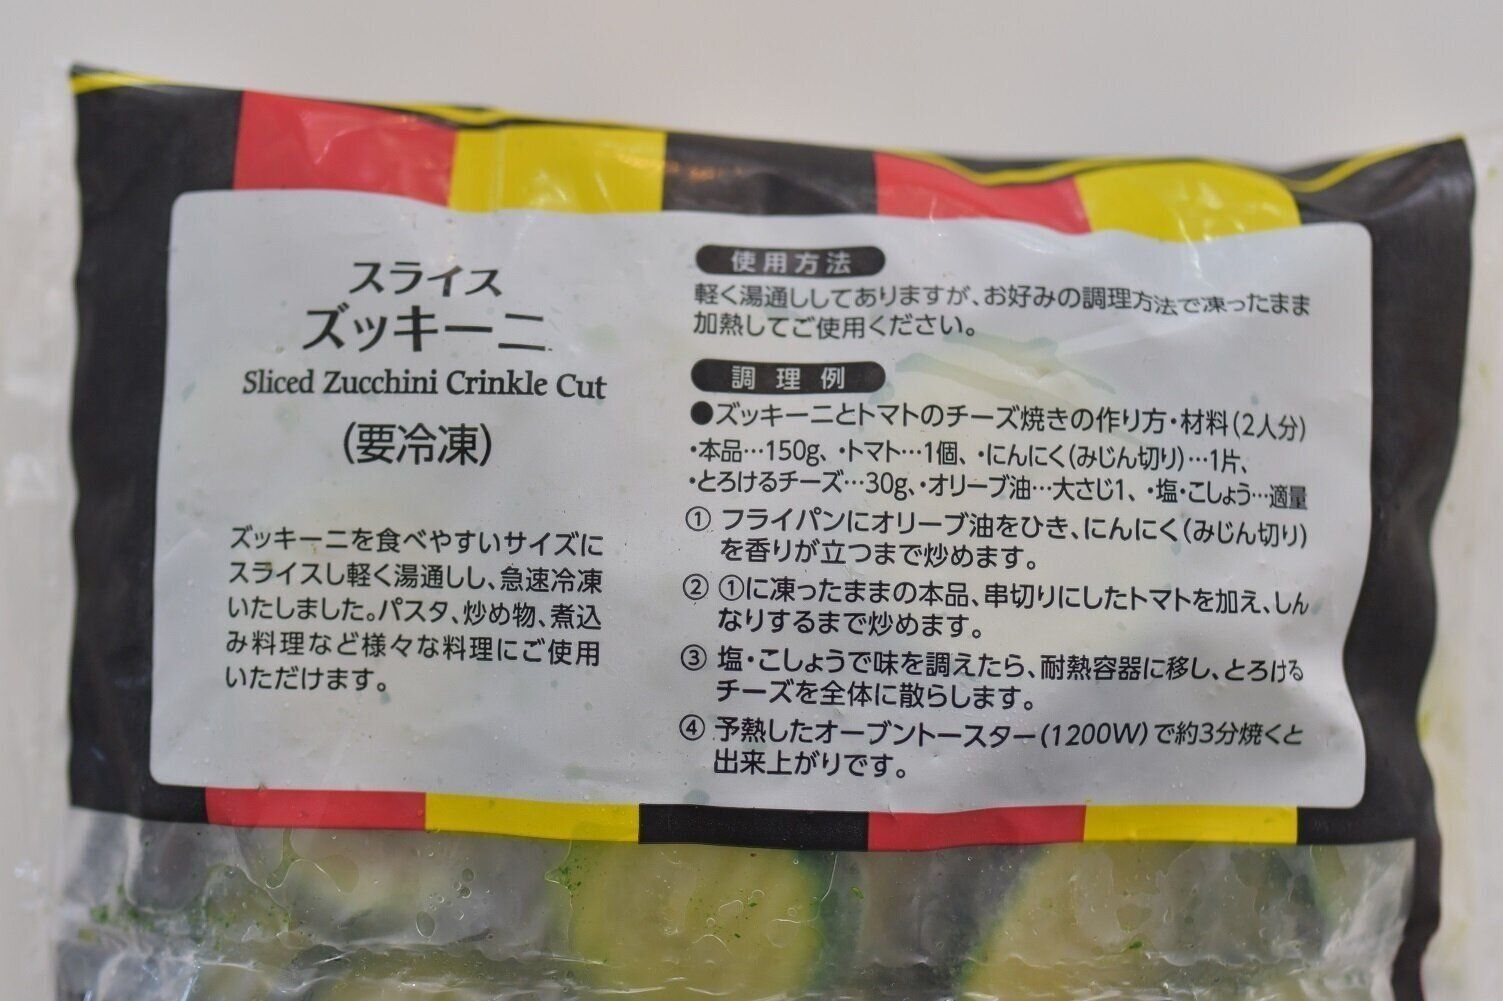 スライス
ズッキーニ
Sliced Zucchini Crinkle Cut
(要冷凍)
ズッキーニを食べやすいサイズに
スライスし軽く湯通しし、急速冷凍
いたしました。パスタ、炒め物、煮込
み料理など様々な料理にご使用
いただけます。
使用方法
軽く湯通ししてありますが、お好みの調理方法で凍ったまま
加熱してご使用ください。
調理例
●ズッキーニとトマトのチーズ焼きの作り方・材料(2人分)
・本品…150g、・トマト…1個、・にんにく(みじん切り)…1片、
・とろけるチーズ…30g、・オリーブ油…大さじ1、・塩・こしょう…適量
① フライパンにオリーブ油をひき、にんにく(みじん切り)
を香りが立つまで炒めます。
② ①に凍ったままの本品、串切りにしたトマトを加え、しん
なりするまで炒めます。
③ 塩・こしょうで味を調えたら、耐熱容器に移し、とろける
チーズを全体に散らします。
④ 予熱したオーブントースター(1200W)で約3分焼くと
出来上がりです。